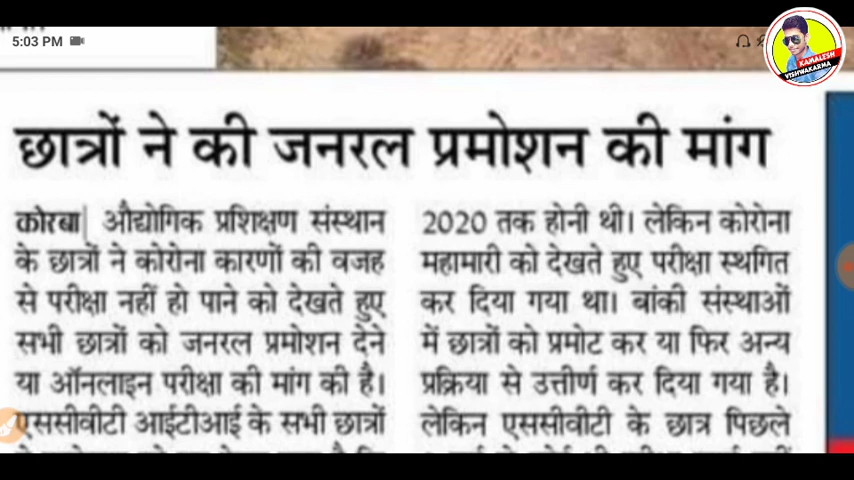 5:03 PM
KAMALESH
VISHWAKARMA
छात्रों ने की जनरल प्रमोशन की मांग
कोरबा| औद्योगिक प्रशिक्षण संस्थान
के छात्रों ने कोरोना कारणों की वजह
से परीक्षा नहीं हो पाने को देखते हुए
सभी छात्रों को जनरल प्रमोशन देने
या ऑनलाइन परीक्षा की मांग की है।
एससीवीटी आईटीआई के सभी छात्रों
2020 तक होनी थी। लेकिन कोरोना
महामारी को देखते हुए परीक्षा स्थगित
कर दिया गया था। बांकी संस्थाओं
में छात्रों को प्रमोट कर या फिर अन्य
प्रक्रिया से उत्तीर्ण कर दिया गया है।
लेकिन एससीवीटी के छात्र पिछले